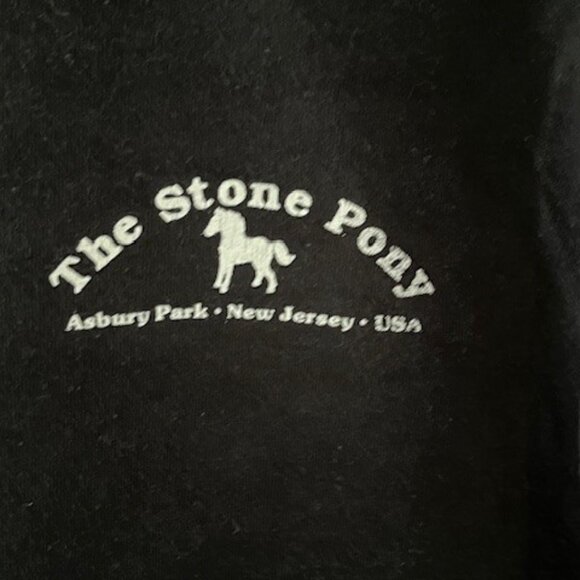 The Stone Pony
Asbury Park • New Jersey • USA